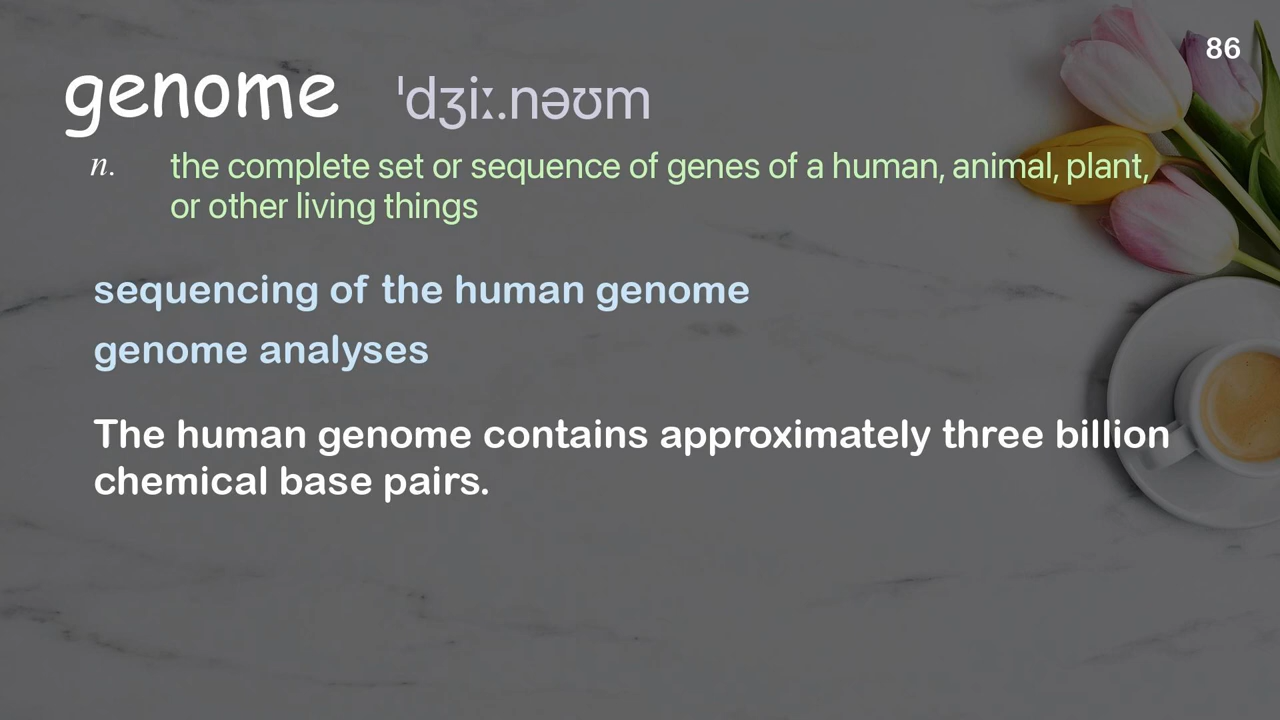 86
genome ˈdʒiː.nəʊm
n. the complete set or sequence of genes of a human, animal, plant,
or other living things
sequencing of the human genome
genome analyses
The human genome contains approximately three billion
chemical base pairs.